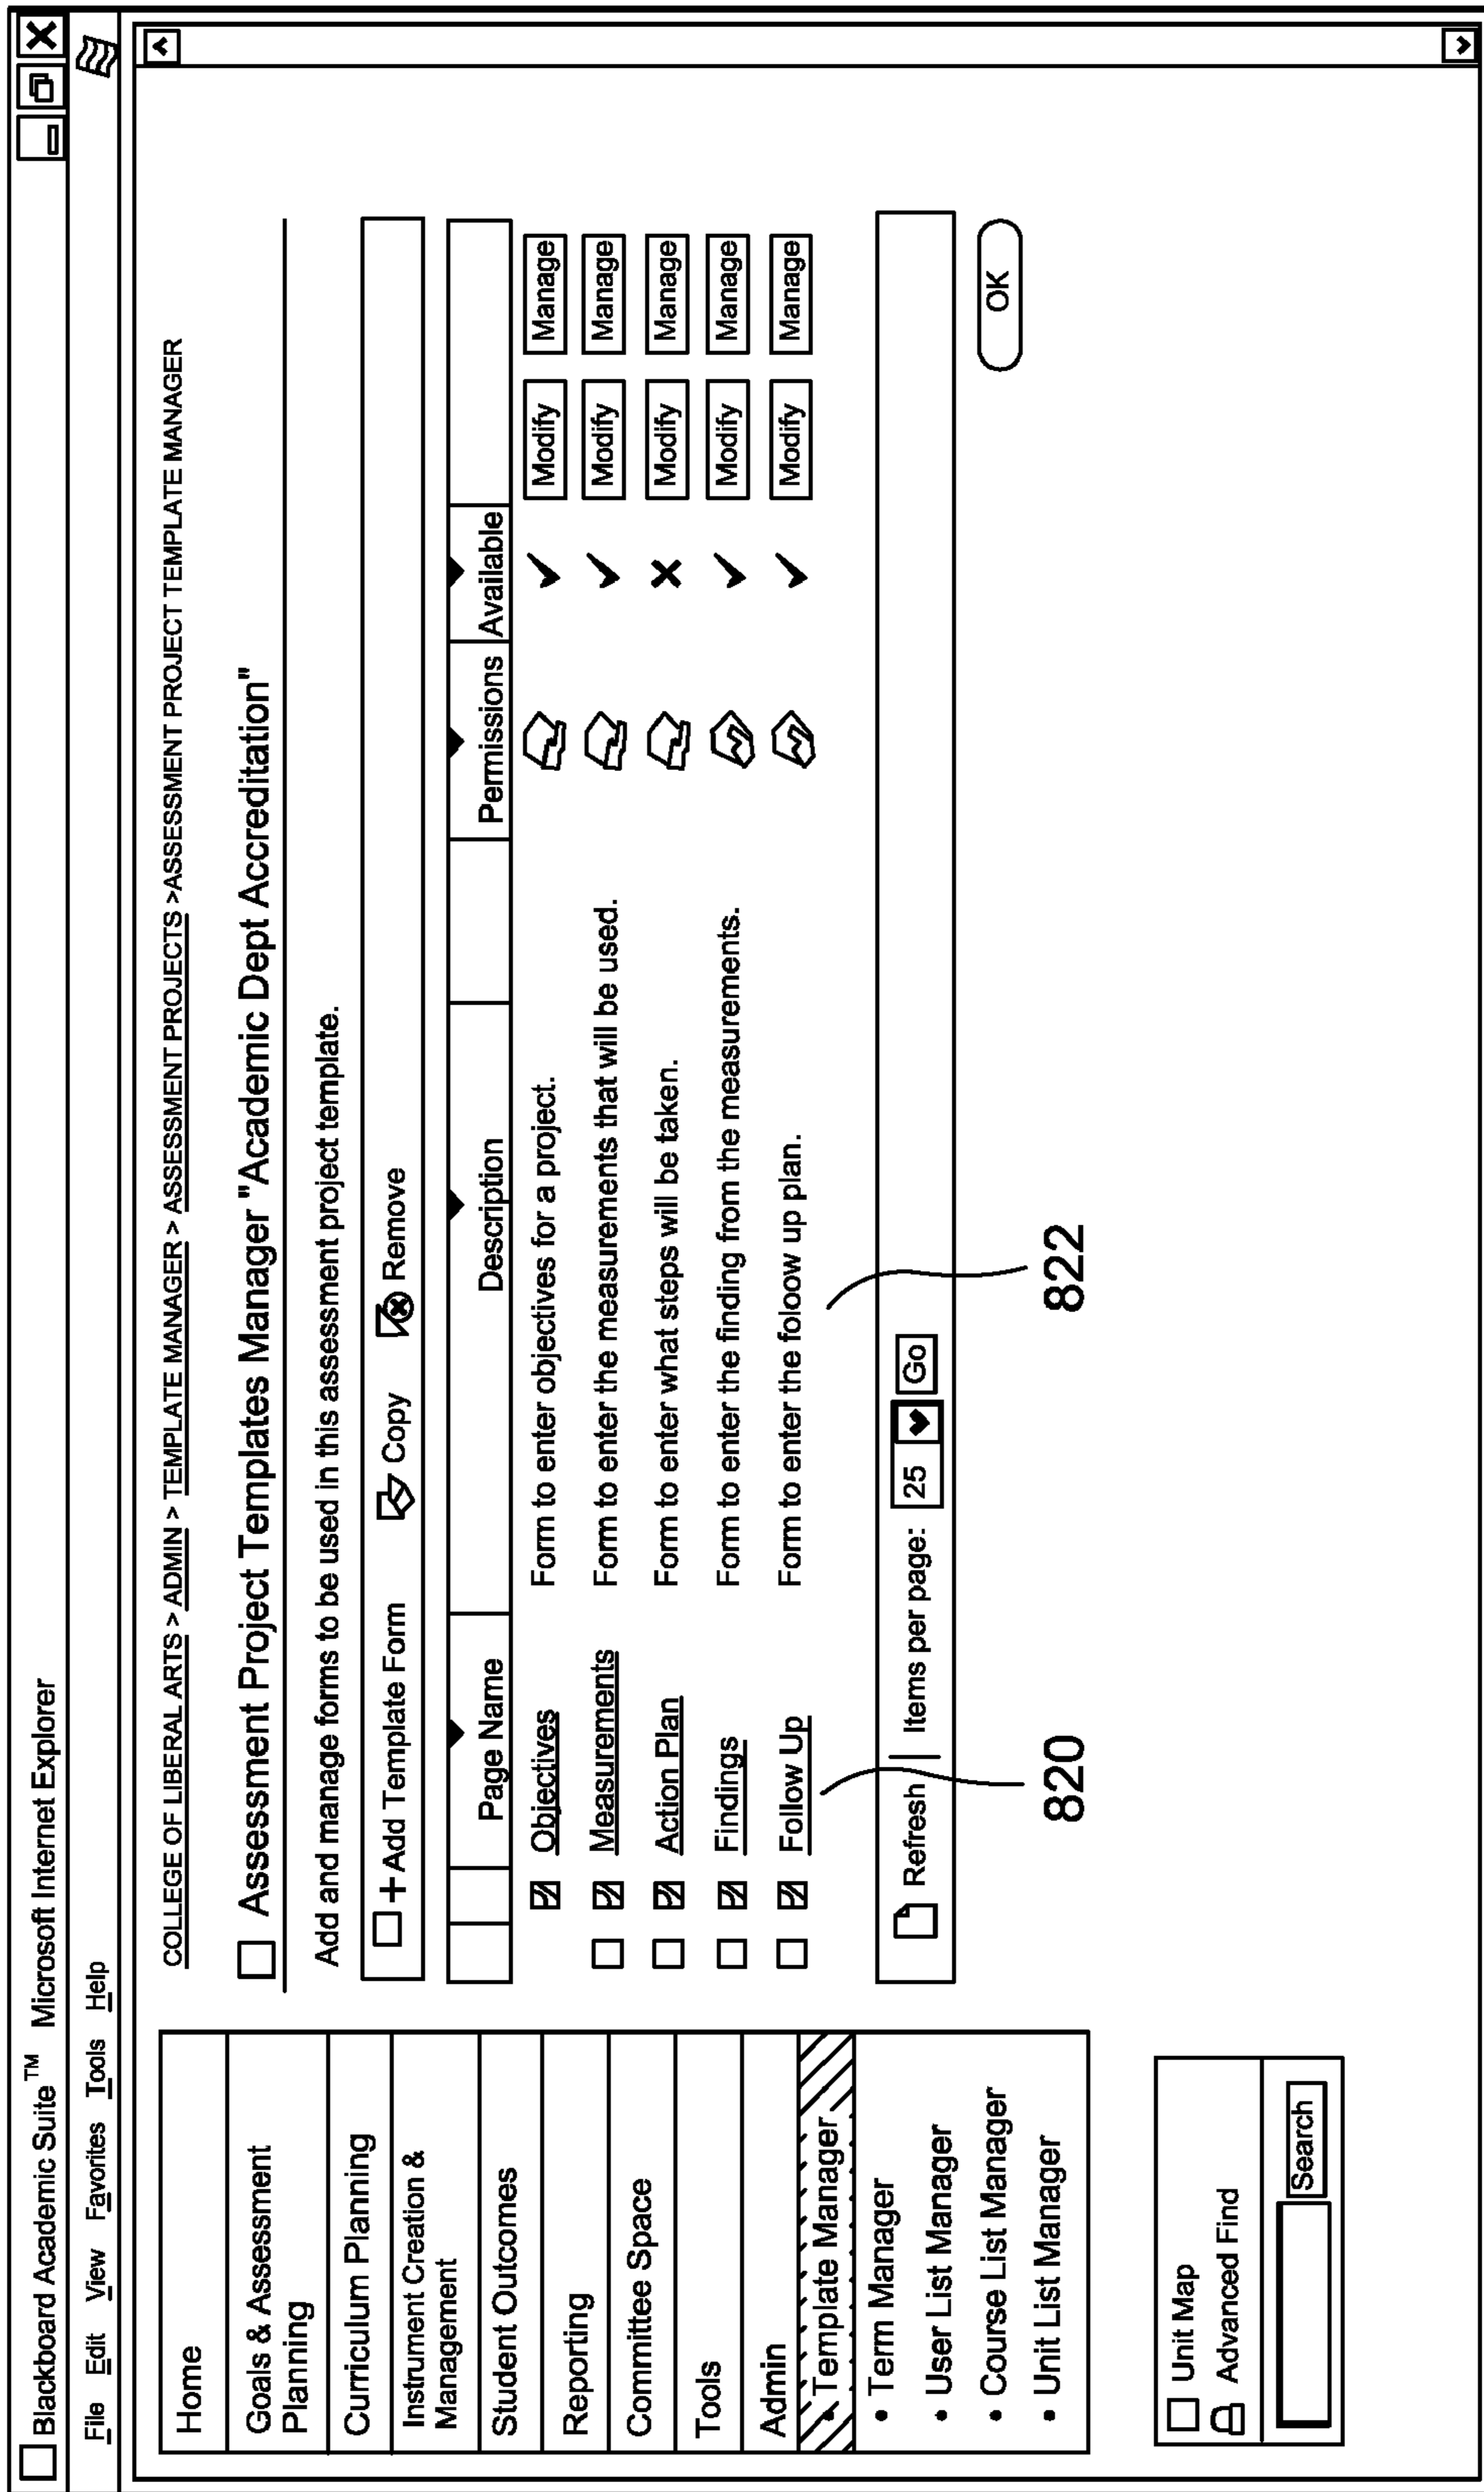 Blackboard Academic Suite™ Microsoft Internet Explorer
File Edit View Favorites Tools Help
COLLEGE OF LIBERAL ARTS > ADMIN > TEMPLATE MANAGER > ASSESSMENT PROJECTS >ASSESSMENT PROJECT TEMPLATE MANAGER
Home
Goals & Assessment
Planning
Curriculum Planning
Instrument Creation &
Management
Student Outcomes
Reporting
Committee Space
Tools
Admin
• Template Manager
• Term Manager
• User List Manager
• Course List Manager
• Unit List Manager
Unit Map
Advanced Find
Search
Assessment Project Templates Manager "Academic Dept Accreditation"
Add and manage forms to be used in this assessment project template.
+ Add Template Form Copy Remove
Page Name Description Permissions Available
Objectives Form to enter objectives for a project. Modify Manage
Measurements Form to enter the measurements that will be used. Modify Manage
Action Plan Form to enter what steps will be taken. Modify Manage
Findings Form to enter the finding from the measurements. Modify Manage
Follow Up Form to enter the foloow up plan. Modify Manage
Refresh | Items per page: 25 Go
OK
820 822